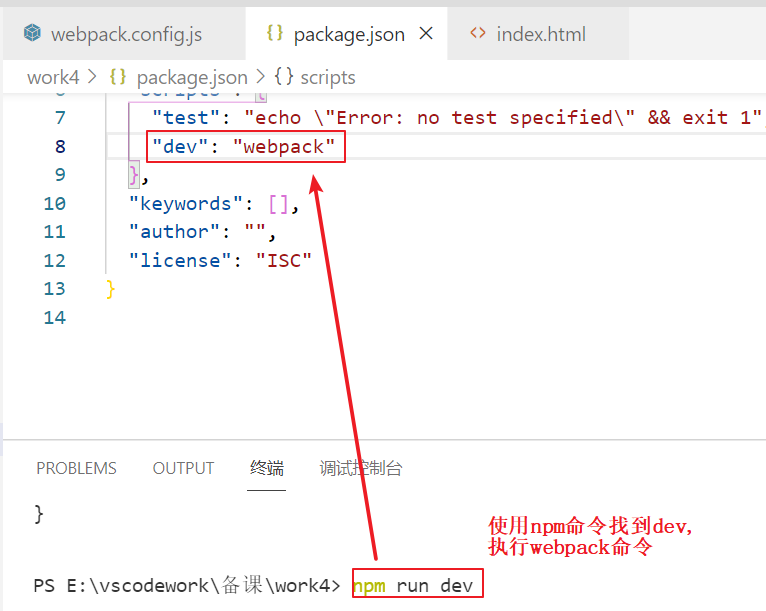 webpack.config.js {} package.json × <> index.html
work4 > {} package.json > {} scripts
7 "test": "echo \"Error: no test specified\" && exit 1",
8 "dev": "webpack"
9 },
10 "keywords": [],
11 "author": "",
12 "license": "ISC"
13 }
14
PROBLEMS OUTPUT 终端 调试控制台
}
使用npm命令找到dev,
执行webpack命令
PS E:\vscodework\备课\work4> npm run dev